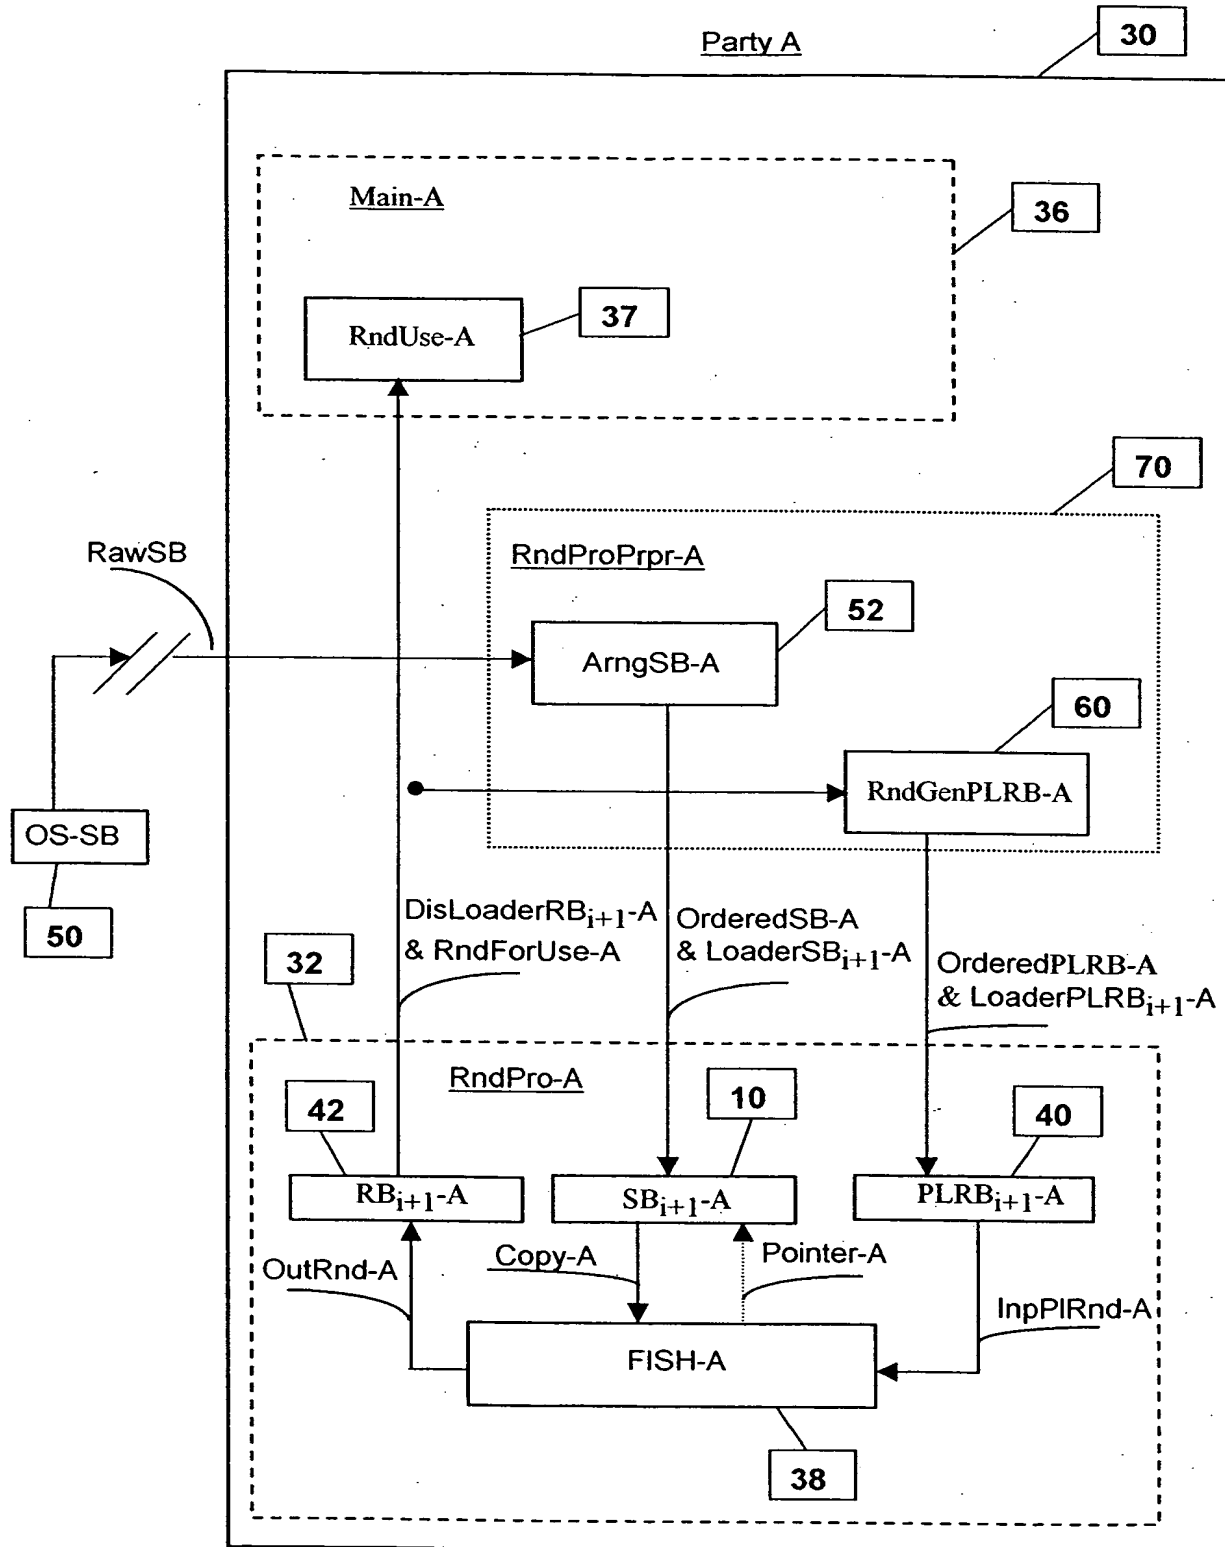 Party A
30
Main-A
36
RndUse-A
37
70
RawSB
RndProPrpr-A
52
ArngSB-A
60
RndGenPLRB-A
OS-SB
50
DisLoaderRBi+1-A
& RndForUse-A
OrderedSB-A
& LoaderSBi+1-A
OrderedPLRB-A
& LoaderPLRBi+1-A
32
RndPro-A
42
10
40
RBi+1-A
SBi+1-A
PLRBi+1-A
OutRnd-A
Copy-A
Pointer-A
InpPlRnd-A
FISH-A
38